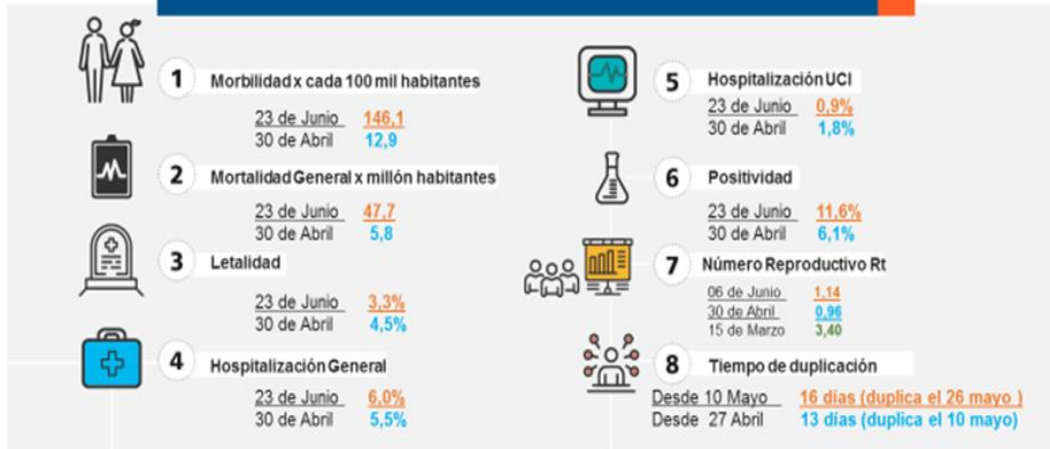 1 Morbilidad x cada 100 mil habitantes
23 de Junio 146,1
30 de Abril 12,9
2 Mortalidad General x millón habitantes
23 de Junio 47,7
30 de Abril 5,8
3 Letalidad
23 de Junio 3,3%
30 de Abril 4,5%
4 Hospitalización General
23 de Junio 6,0%
30 de Abril 5,5%
5 Hospitalización UCI
23 de Junio 0,9%
30 de Abril 1,8%
6 Positividad
23 de Junio 11,6%
30 de Abril 6,1%
7 Número Reproductivo Rt
06 de Junio 1,14
30 de Abril 0,96
15 de Marzo 3,40
8 Tiempo de duplicación
Desde 10 Mayo 16 días (duplica el 26 mayo )
Desde 27 Abril 13 días (duplica el 10 mayo)